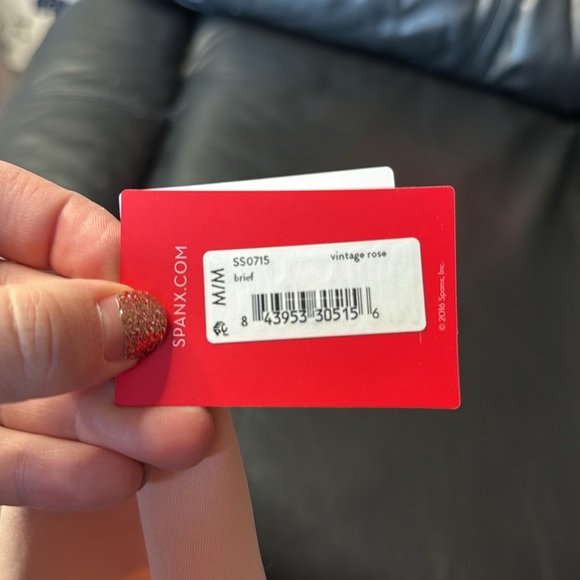 SPANX.COM
SS0715 vintage rose
brief
M/M
8 43953 30515 6
© 2016 Spanx, Inc.